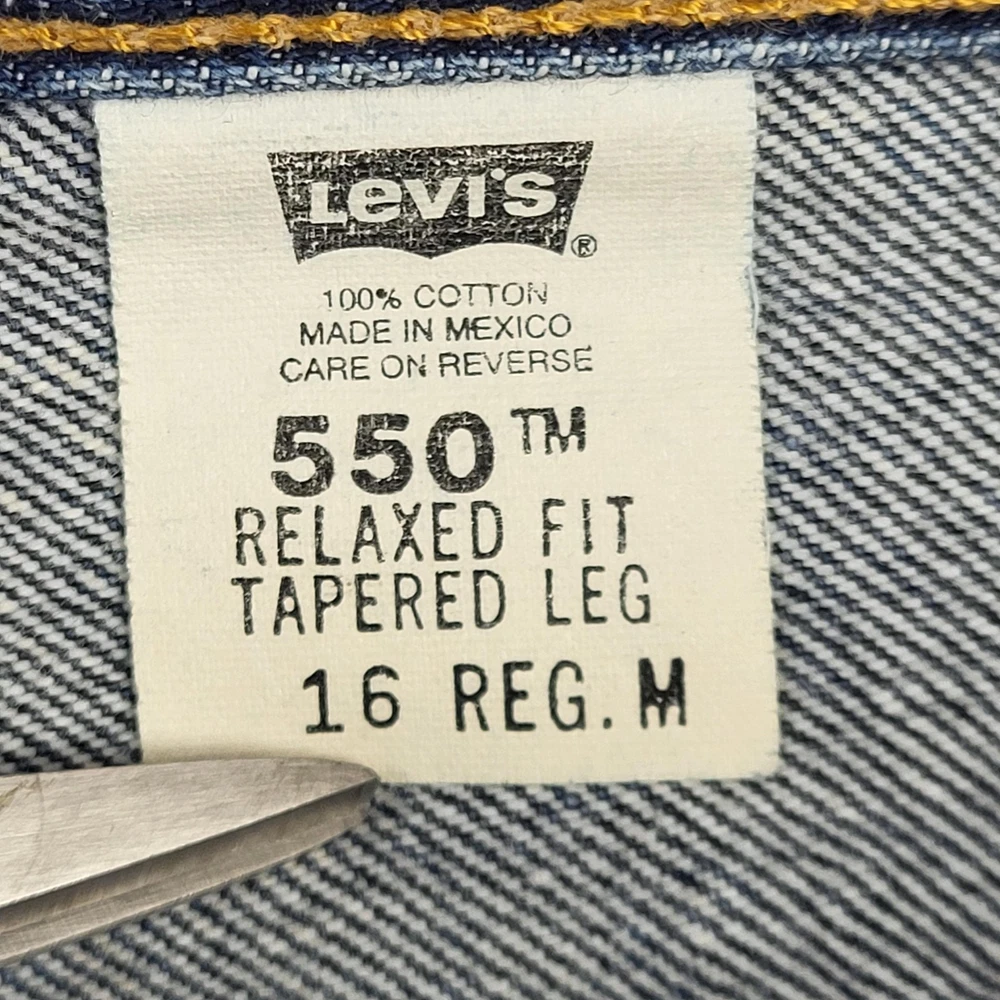 Levi's®
100% COTTON
MADE IN MEXICO
CARE ON REVERSE
550™
RELAXED FIT
TAPERED LEG
16 REG. M